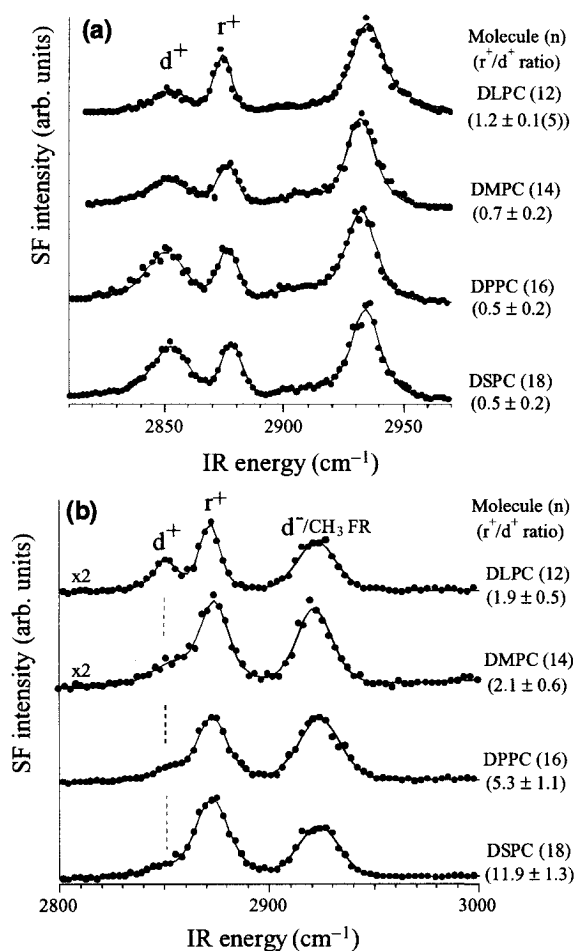 (a)
d⁺
r⁺
Molecule (n)
(r⁺/d⁺ ratio)
DLPC (12)
(1.2 ± 0.1(5))
DMPC (14)
(0.7 ± 0.2)
DPPC (16)
(0.5 ± 0.2)
DSPC (18)
(0.5 ± 0.2)
SF intensity (arb. units)
2850
2900
2950
IR energy (cm⁻¹)
(b)
d⁺
r⁺
d⁻/CH₃ FR
Molecule (n)
(r⁺/d⁺ ratio)
x2
DLPC (12)
(1.9 ± 0.5)
x2
DMPC (14)
(2.1 ± 0.6)
DPPC (16)
(5.3 ± 1.1)
DSPC (18)
(11.9 ± 1.3)
SF intensity (arb. units)
2800
2900
3000
IR energy (cm⁻¹)